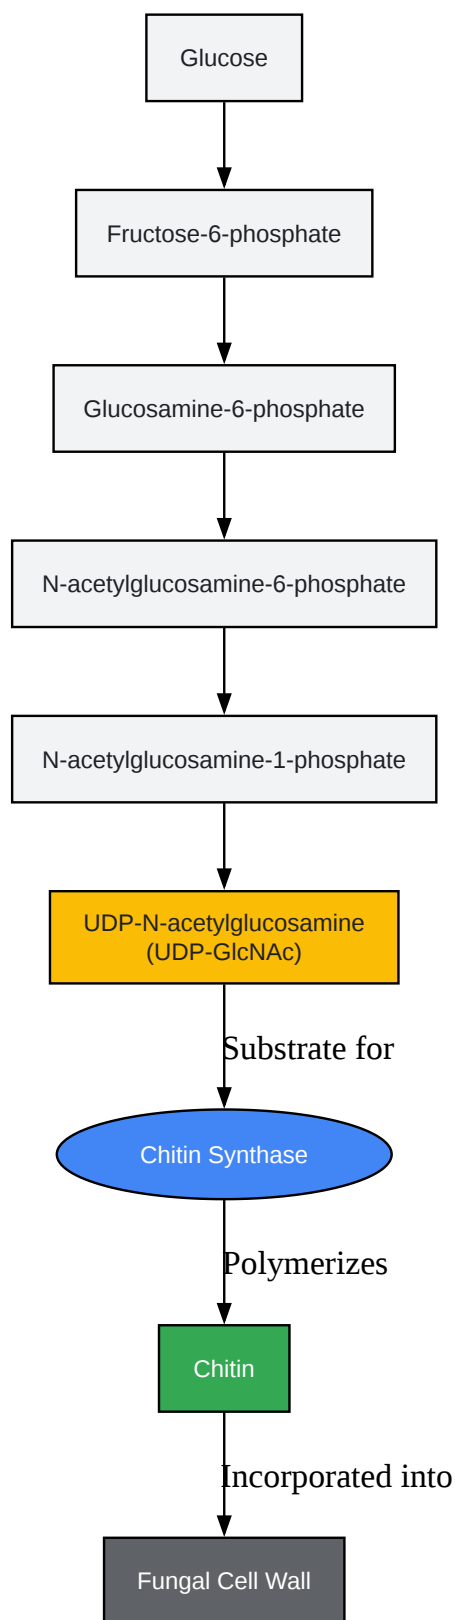 Glucose
Fructose-6-phosphate
Glucosamine-6-phosphate
N-acetylglucosamine-6-phosphate
N-acetylglucosamine-1-phosphate
UDP-N-acetylglucosamine
(UDP-GlcNAc)
Substrate for
Chitin Synthase
Polymerizes
Chitin
Incorporated into
Fungal Cell Wall